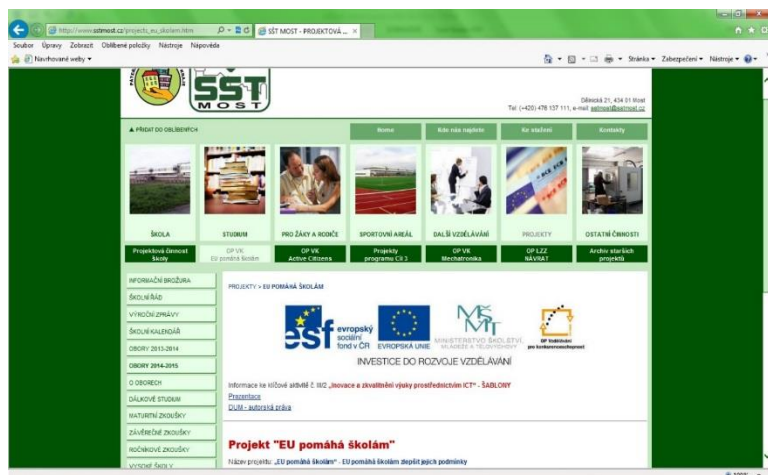 http://www.sstmost.cz/projects_eu_skolam.htm
SŠT MOST - PROJEKTOVÁ ...
Soubor Úpravy Zobrazit Oblíbené položky Nástroje Nápověda
Navrhované weby
Stránka Zabezpečení Nástroje
SŠT
MOST
Dělnická 21, 434 01 Most
Tel: (+420) 478 137 111, e-mail: sstmost@sstmost.cz
▲ PŘIDAT DO OBLÍBENÝCH
Home Kde nás najdete Ke stažení Kontakty
ŠKOLA STUDIUM PRO ŽÁKY A RODIČE SPORTOVNÍ AREÁL DALŠÍ VZDĚLÁVÁNÍ PROJEKTY OSTATNÍ ČINNOSTI
Projektová činnost školy
OP VK EU pomáhá školám
OP VK Active Citizens
Projekty programu Cíl 3
OP VK Mechatronika
OP LZZ NÁVRAT
Archiv starších projektů
INFORMAČNÍ BROŽURA
ŠKOLNÍ ŘÁD
VÝROČNÍ ZPRÁVY
ŠKOLNÍ KALENDÁŘ
OBORY 2013-2014
OBORY 2014-2015
O OBORECH
DÁLKOVÉ STUDIUM
MATURITNÍ ZKOUŠKY
ZÁVĚREČNÉ ZKOUŠKY
ROČNÍKOVÉ ZKOUŠKY
VYSOKÉ ŠKOLY
PROJEKTY > EU POMÁHÁ ŠKOLÁM
esf evropský
sociální
fond v ČR
EVROPSKÁ UNIE
MINISTERSTVO ŠKOLSTVÍ,
MLÁDEŽE A TĚLOVÝCHOVY
OP Vzdělávání
pro konkurenceschopnost
INVESTICE DO ROZVOJE VZDĚLÁVÁNÍ
Informace ke klíčové aktivitě č. III/2 „Inovace a zkvalitnění výuky prostřednictvím ICT" - ŠABLONY
Prezentace
DUM - autorská práva
Projekt "EU pomáhá školám"
Název projektu: „EU pomáhá školám" - EU pomáhá školám zlepšit jejich podmínky